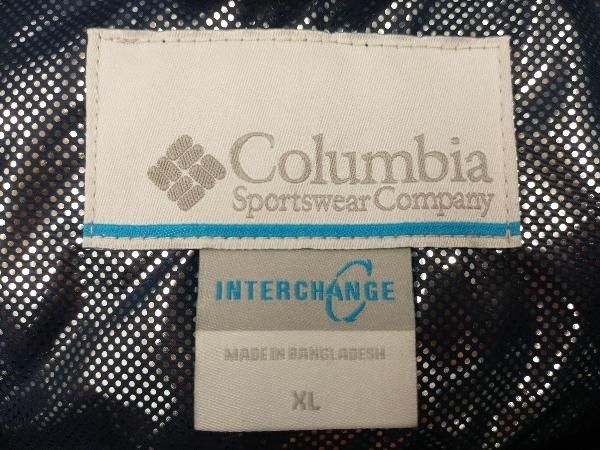 Columbia
Sportswear Company
INTERCHANGE
MADE IN BANGLADESH
XL